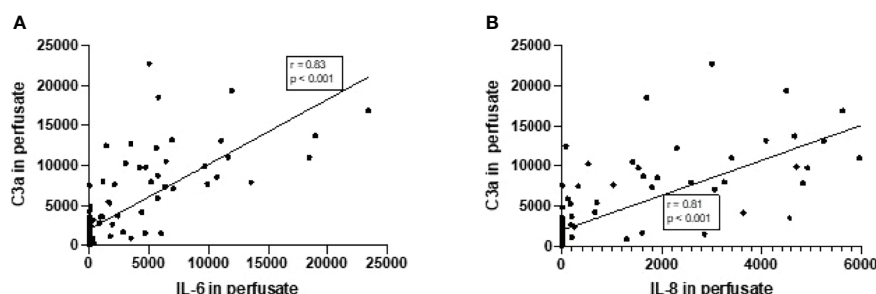 A
25000
20000
15000
10000
5000
0
C3a in perfusate
r = 0.83
p < 0.001
0 5000 10000 15000 20000 25000
IL-6 in perfusate
B
25000
20000
15000
10000
5000
0
C3a in perfusate
r = 0.81
p < 0.001
0 2000 4000 6000
IL-8 in perfusate